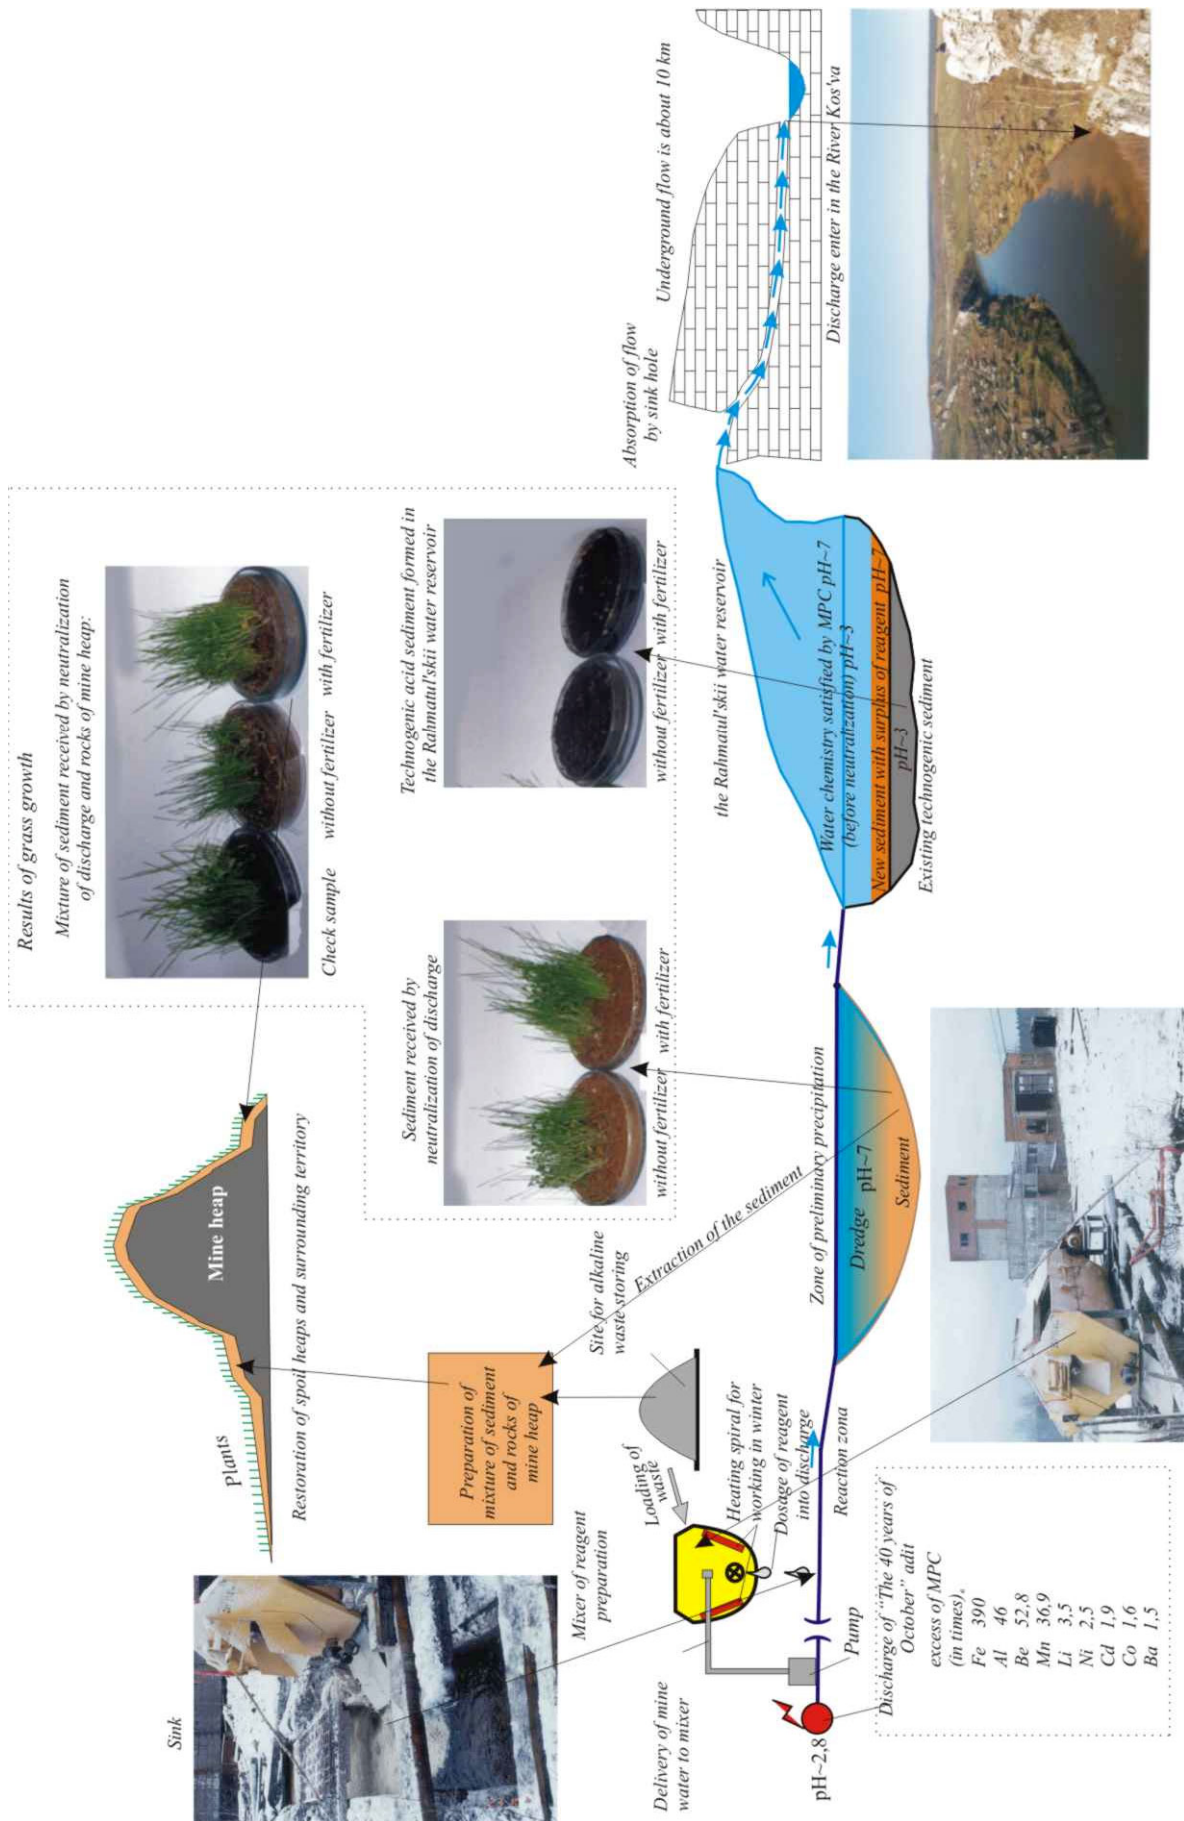 Results of grass growth
Mixture of sediment received by neutralization
of discharge and rocks of mine heap:
Check sample
without fertilizer
with fertilizer
Sediment received by
neutralization of discharge
without fertilizer
with fertilizer
Technogenic acid sediment formed in
the Rahmatul'skii water reservoir
without fertilizer
with fertilizer
Plants
Mine heap
Restoration of spoil heaps and surrounding territory
Preparation of
mixture of sediment
and rocks of
mine heap
Extraction of the sediment
Site for alkaline
waste storing
Loading of
waste
Sink
Mixer of reagent
preparation
Heating spiral for
working in winter
Dosage of reagent
into discharge
Delivery of mine
water to mixer
Pump
pH~2,8
Reaction zona
Zone of preliminary precipitation
Dredge pH~7
Sediment
the Rahmatul'skii water reservoir
Water chemistry satisfied by MPC pH~7
(before neutralization) pH~3
New sediment with surplus of reagent pH~7
pH~3
Existing technogenic sediment
Absorption of flow
by sink hole
Underground flow is about 10 km
Discharge enter in the River Kos'va
Discharge of "The 40 years of
October" adit
excess of MPC
(in times).
Fe 390
Al 46
Be 52,8
Mn 36,9
Li 3,5
Ni 2,5
Cd 1,9
Co 1,6
Ba 1,5